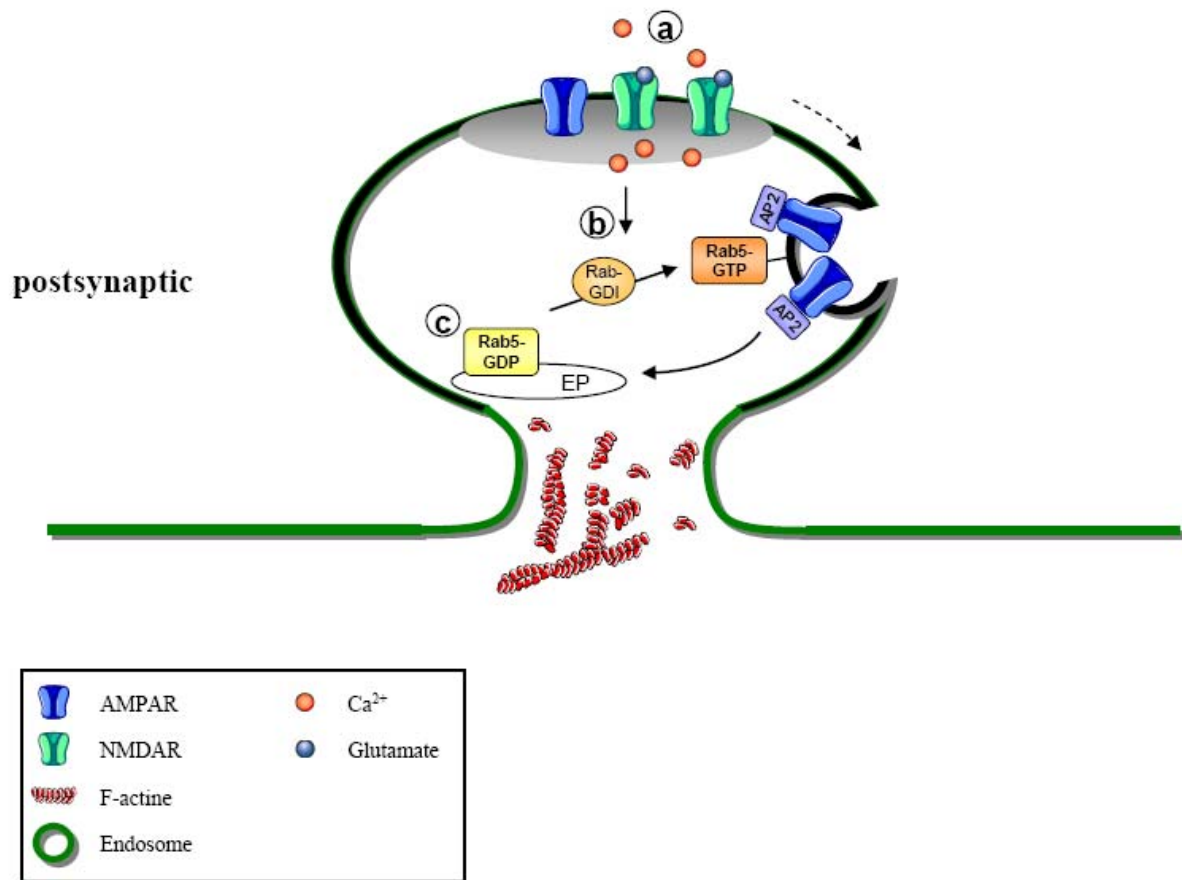 a
AP2
b
Rab5-
GTP
Rab-
GDI
postsynaptic
AP2
c
Rab5-
GDP
EP
AMPAR
Ca²⁺
NMDAR
Glutamate
F-actine
Endosome